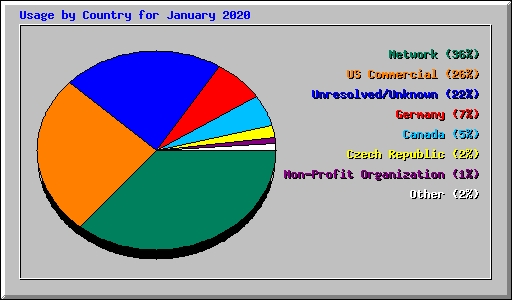 Usage by Country for January 2020
Network (36%)
US Commercial (26%)
Unresolved/Unknown (22%)
Germany (7%)
Canada (5%)
Czech Republic (2%)
Non-Profit Organization (1%)
Other (2%)